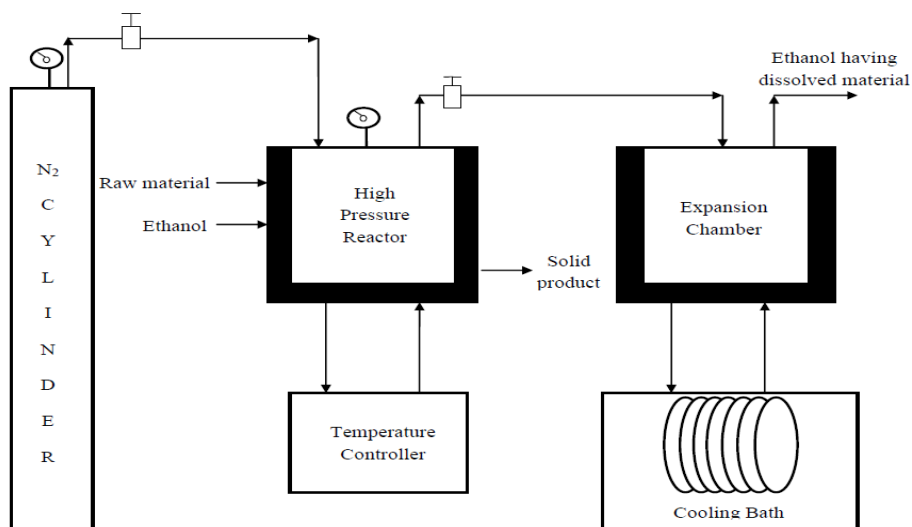 N2
C
Y
L
I
N
D
E
R
Raw material
Ethanol
High
Pressure
Reactor
Solid
product
Temperature
Controller
Expansion
Chamber
Ethanol having
dissolved material
Cooling Bath